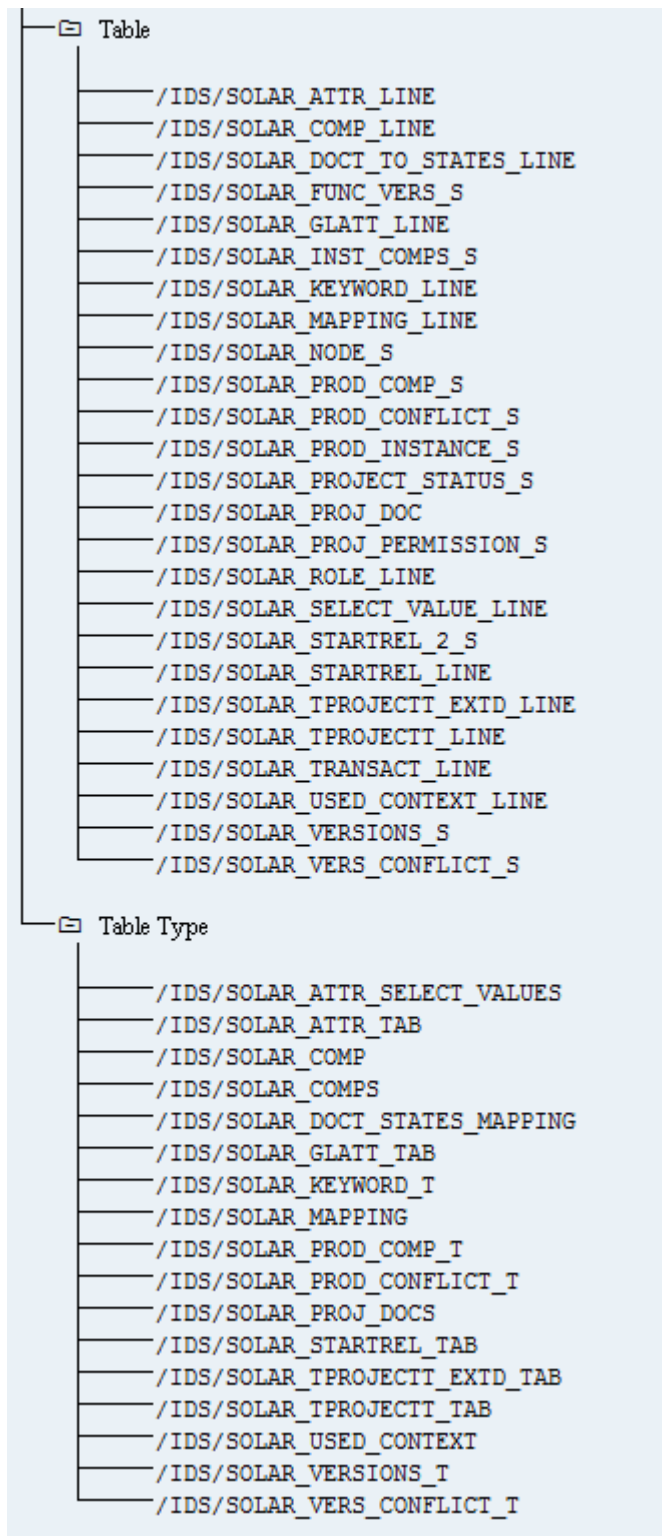 Table
/IDS/SOLAR_ATTR_LINE
/IDS/SOLAR_COMP_LINE
/IDS/SOLAR_DOCT_TO_STATES_LINE
/IDS/SOLAR_FUNC_VERS_S
/IDS/SOLAR_GLATT_LINE
/IDS/SOLAR_INST_COMPS_S
/IDS/SOLAR_KEYWORD_LINE
/IDS/SOLAR_MAPPING_LINE
/IDS/SOLAR_NODE_S
/IDS/SOLAR_PROD_COMP_S
/IDS/SOLAR_PROD_CONFLICT_S
/IDS/SOLAR_PROD_INSTANCE_S
/IDS/SOLAR_PROJECT_STATUS_S
/IDS/SOLAR_PROJ_DOC
/IDS/SOLAR_PROJ_PERMISSION_S
/IDS/SOLAR_ROLE_LINE
/IDS/SOLAR_SELECT_VALUE_LINE
/IDS/SOLAR_STARTREL_2_S
/IDS/SOLAR_STARTREL_LINE
/IDS/SOLAR_TPROJECTT_EXTD_LINE
/IDS/SOLAR_TPROJECTT_LINE
/IDS/SOLAR_TRANSACT_LINE
/IDS/SOLAR_USED_CONTEXT_LINE
/IDS/SOLAR_VERSIONS_S
/IDS/SOLAR_VERS_CONFLICT_S
Table Type
/IDS/SOLAR_ATTR_SELECT_VALUES
/IDS/SOLAR_ATTR_TAB
/IDS/SOLAR_COMP
/IDS/SOLAR_COMPS
/IDS/SOLAR_DOCT_STATES_MAPPING
/IDS/SOLAR_GLATT_TAB
/IDS/SOLAR_KEYWORD_T
/IDS/SOLAR_MAPPING
/IDS/SOLAR_PROD_COMP_T
/IDS/SOLAR_PROD_CONFLICT_T
/IDS/SOLAR_PROJ_DOCS
/IDS/SOLAR_STARTREL_TAB
/IDS/SOLAR_TPROJECTT_EXTD_TAB
/IDS/SOLAR_TPROJECTT_TAB
/IDS/SOLAR_USED_CONTEXT
/IDS/SOLAR_VERSIONS_T
/IDS/SOLAR_VERS_CONFLICT_T